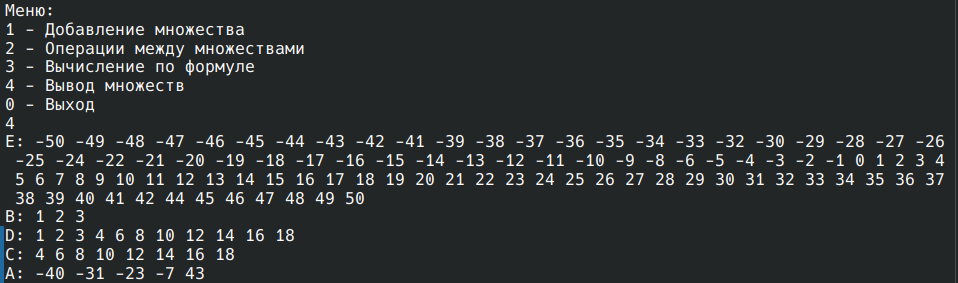 Меню:
1 - Добавление множества
2 - Операции между множествами
3 - Вычисление по формуле
4 - Вывод множеств
0 - Выход
4
E: -50 -49 -48 -47 -46 -45 -44 -43 -42 -41 -39 -38 -37 -36 -35 -34 -33 -32 -30 -29 -28 -27 -26
-25 -24 -22 -21 -20 -19 -18 -17 -16 -15 -14 -13 -12 -11 -10 -9 -8 -6 -5 -4 -3 -2 -1 0 1 2 3 4
5 6 7 8 9 10 11 12 13 14 15 16 17 18 19 20 21 22 23 24 25 26 27 28 29 30 31 32 33 34 35 36 37
38 39 40 41 42 44 45 46 47 48 49 50
B: 1 2 3
D: 1 2 3 4 6 8 10 12 14 16 18
C: 4 6 8 10 12 14 16 18
A: -40 -31 -23 -7 43